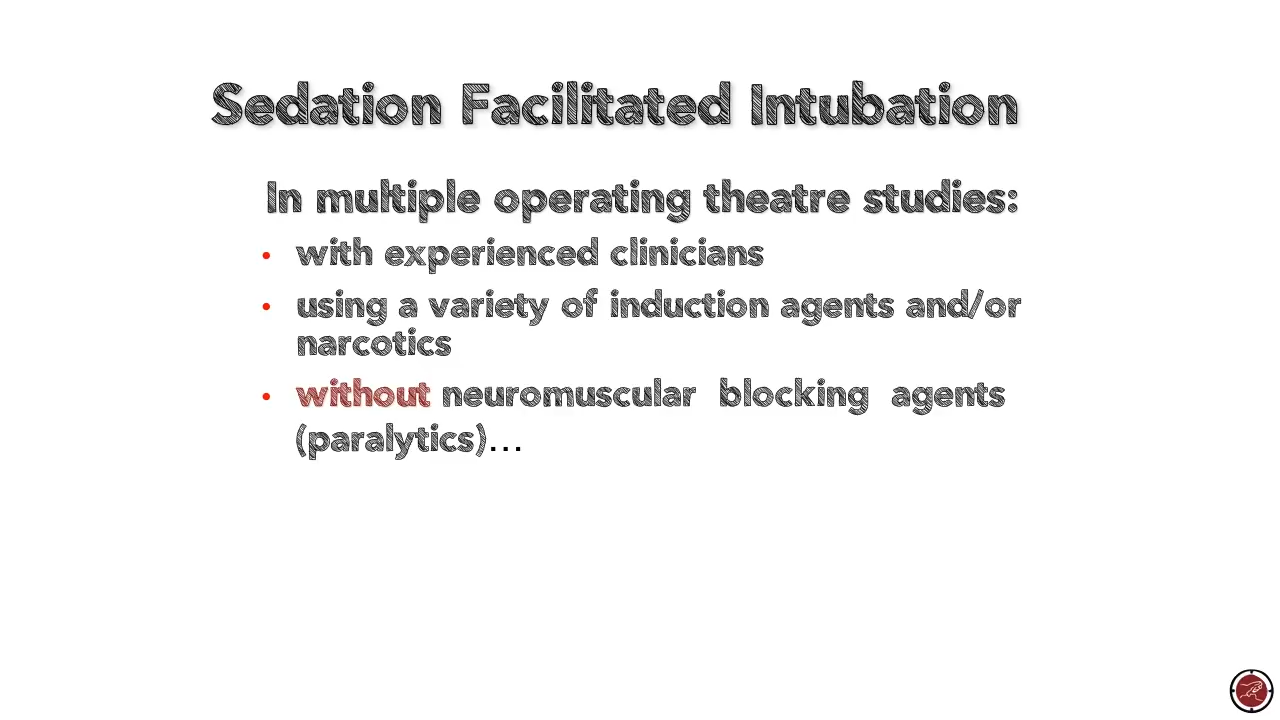 Sedation Facilitated Intubation
In multiple operating theatre studies:
• with experienced clinicians
• using a variety of induction agents and/or
narcotics
• without neuromuscular blocking agents
(paralytics)...